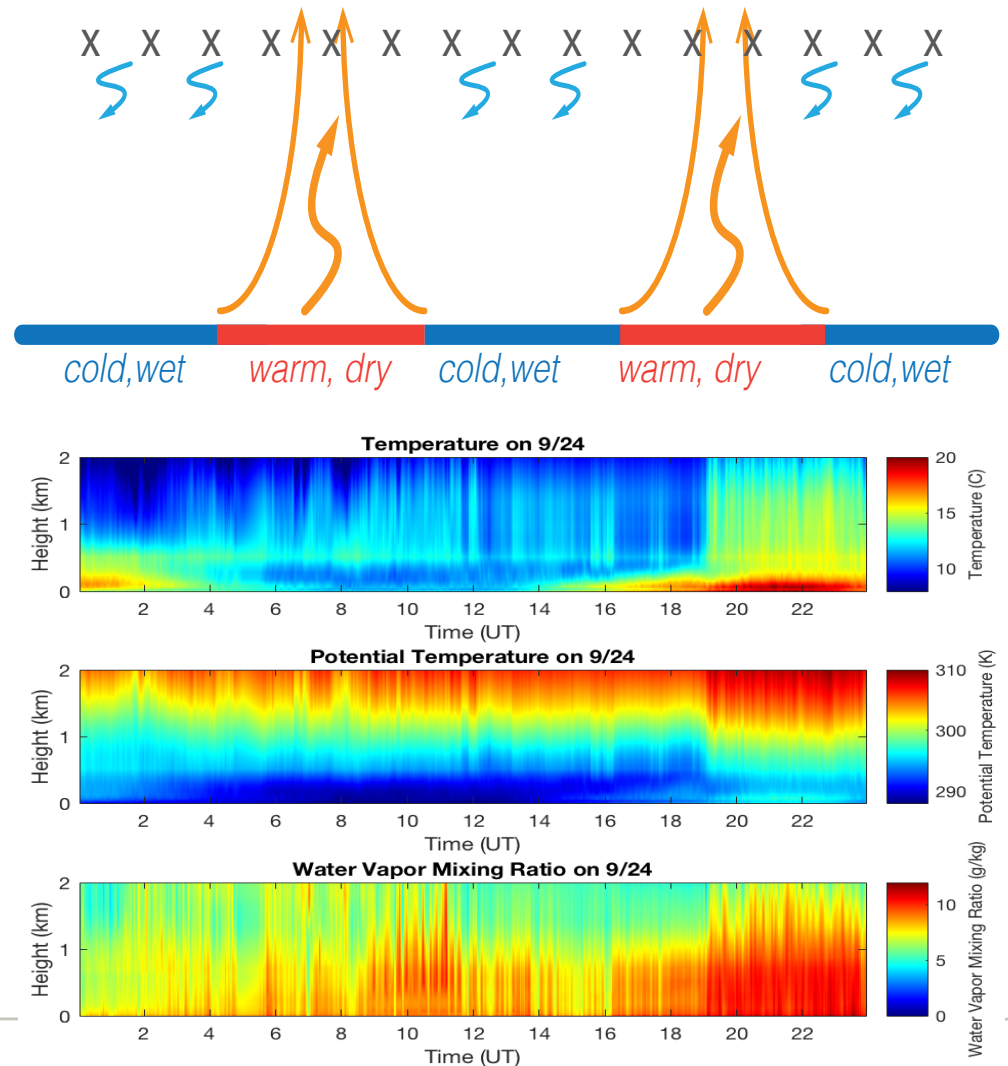 X X X X X X X X X X X X X X X
cold,wet warm, dry cold,wet warm, dry cold,wet
Temperature on 9/24
2
1
0
Height (km)
2 4 6 8 10 12 14 16 18 20 22
Time (UT)
20
15
10
Temperature (C)
Potential Temperature on 9/24
2
1
0
Height (km)
2 4 6 8 10 12 14 16 18 20 22
Time (UT)
310
300
290
Potential Temperature (K)
Water Vapor Mixing Ratio on 9/24
2
1
0
Height (km)
2 4 6 8 10 12 14 16 18 20 22
Time (UT)
10
5
0
Water Vapor Mixing Ratio (g/kg)